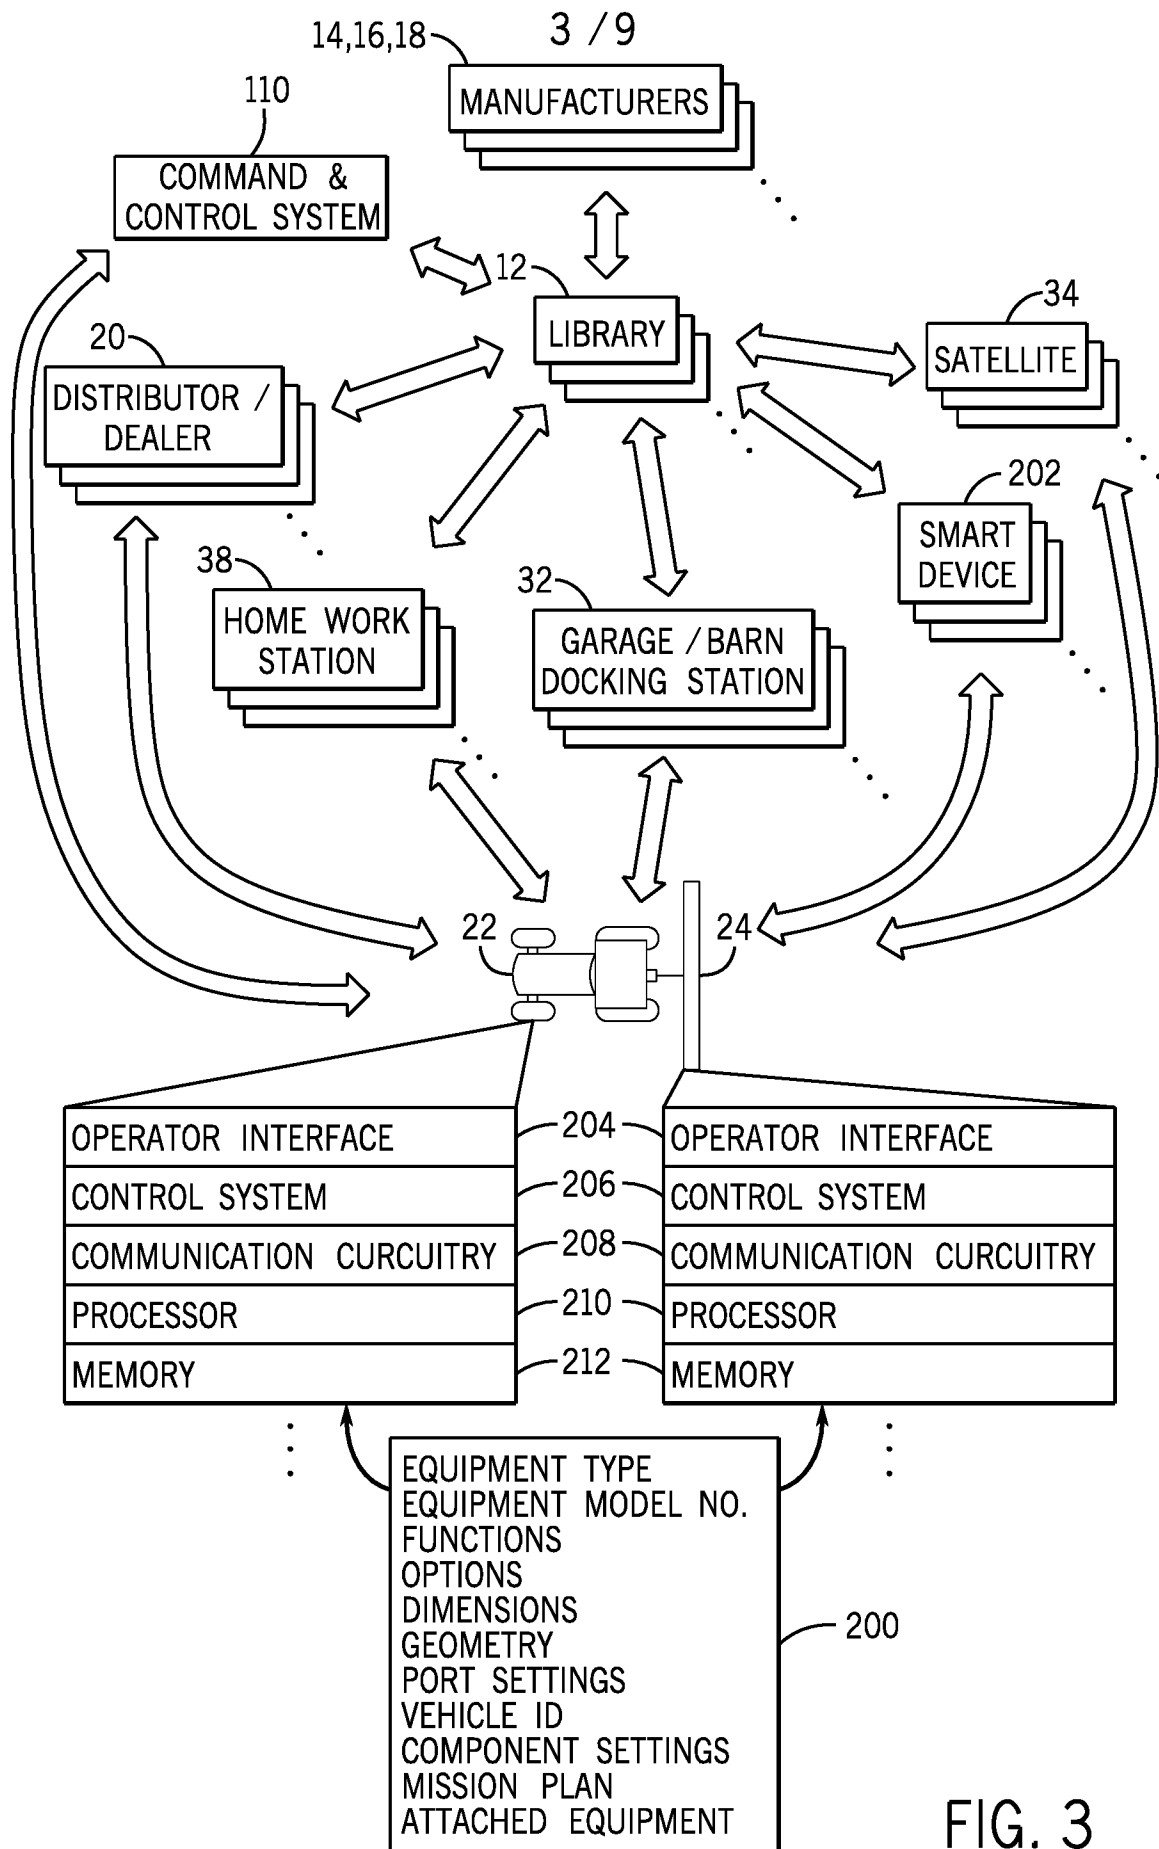 3 / 9
14,16,18
MANUFACTURERS
110
COMMAND &
CONTROL SYSTEM
12
LIBRARY
34
SATELLITE
20
DISTRIBUTOR /
DEALER
202
SMART
DEVICE
38
HOME WORK
STATION
32
GARAGE / BARN
DOCKING STATION
22
24
OPERATOR INTERFACE
204
OPERATOR INTERFACE
CONTROL SYSTEM
206
CONTROL SYSTEM
COMMUNICATION CURCUITRY
208
COMMUNICATION CURCUITRY
PROCESSOR
210
PROCESSOR
MEMORY
212
MEMORY
EQUIPMENT TYPE
EQUIPMENT MODEL NO.
FUNCTIONS
OPTIONS
DIMENSIONS
GEOMETRY
PORT SETTINGS
VEHICLE ID
COMPONENT SETTINGS
MISSION PLAN
ATTACHED EQUIPMENT
200
FIG. 3